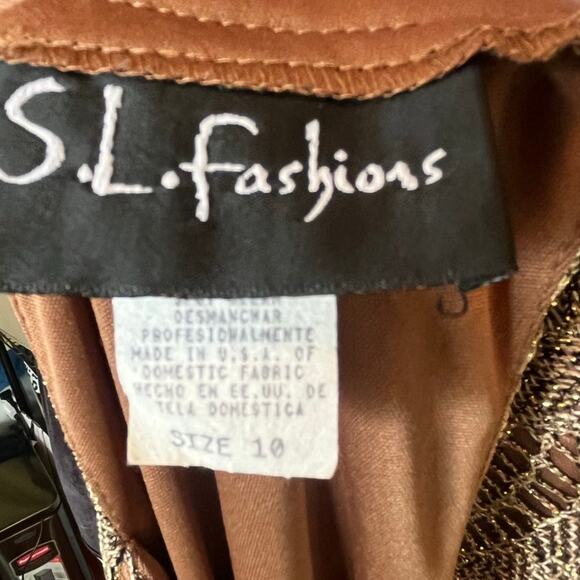 S.L.fashions
DESMANCHAR
PROFESIONALMENTE
MADE IN U.S.A. OF
DOMESTIC FABRIC
HECHO EN EE.UU. DE
TELA DOMESTICA
SIZE 10